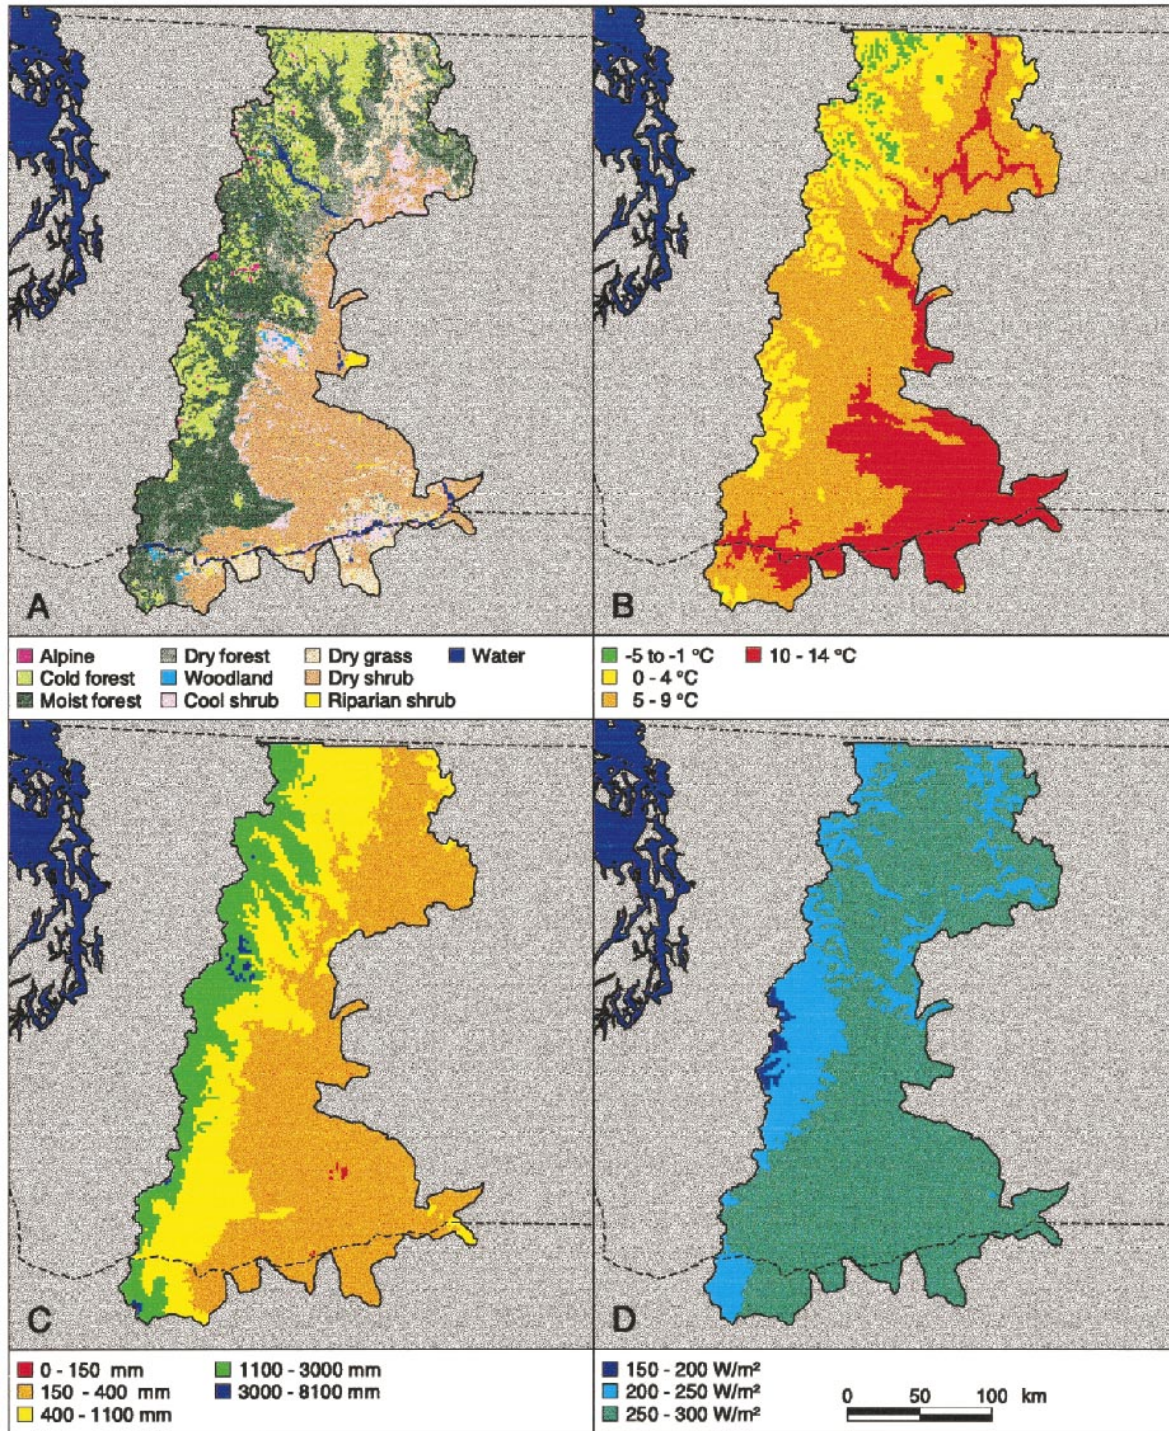 A
B
Alpine Dry forest Dry grass Water
Cold forest Woodland Dry shrub
Moist forest Cool shrub Riparian shrub
-5 to -1 °C 10 - 14 °C
0 - 4 °C
5 - 9 °C
C
D
0 - 150 mm 1100 - 3000 mm
150 - 400 mm 3000 - 8100 mm
400 - 1100 mm
150 - 200 W/m²
200 - 250 W/m²
250 - 300 W/m²
0 50 100 km